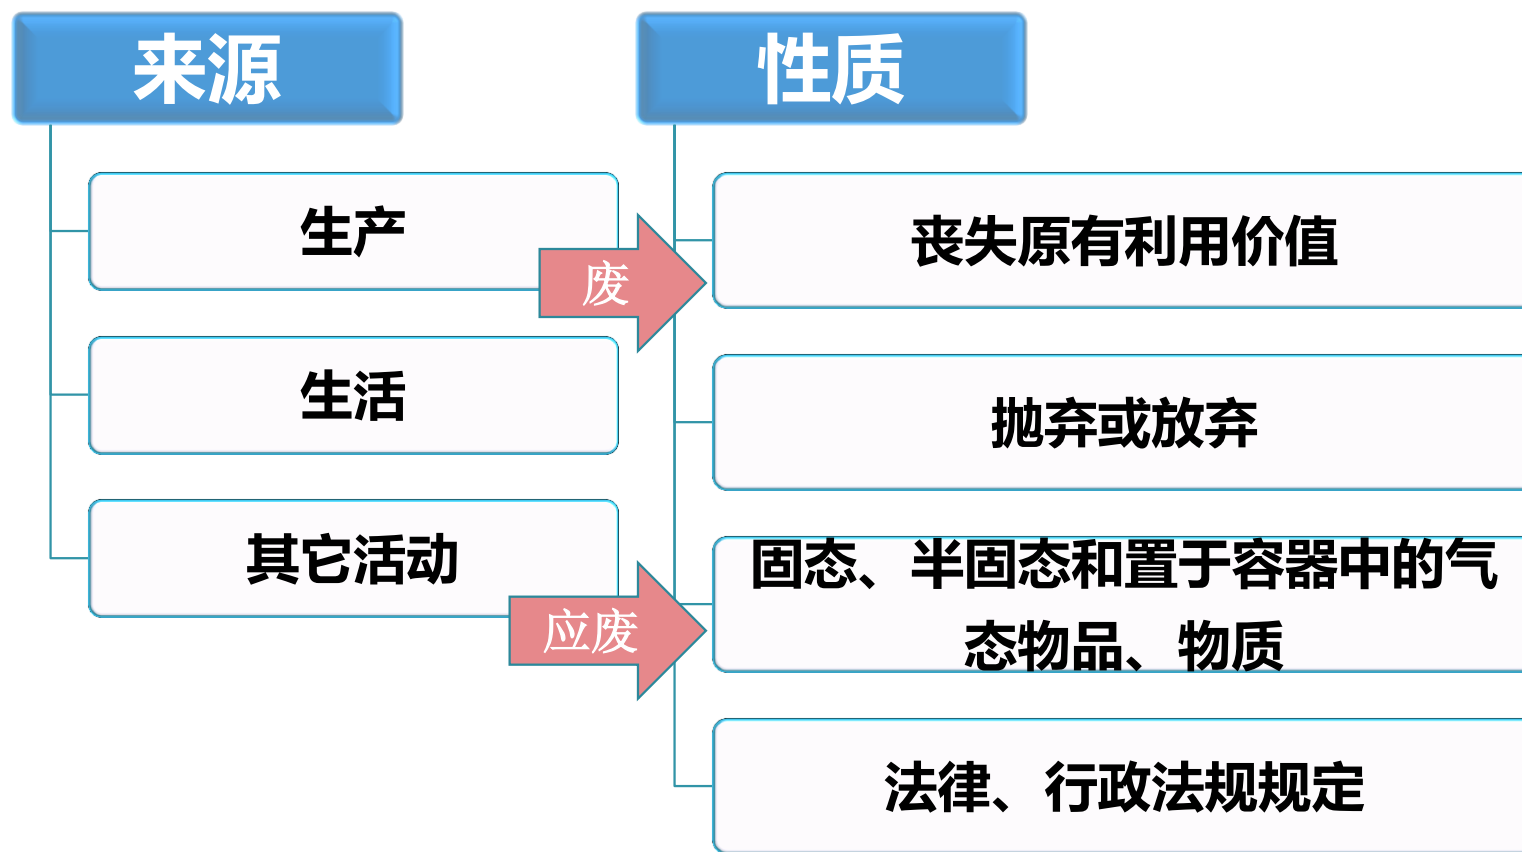 来源
生产
生活
其它活动
废
应废
性质
丧失原有利用价值
抛弃或放弃
固态、半固态和置于容器中的气
态物品、物质
法律、行政法规规定